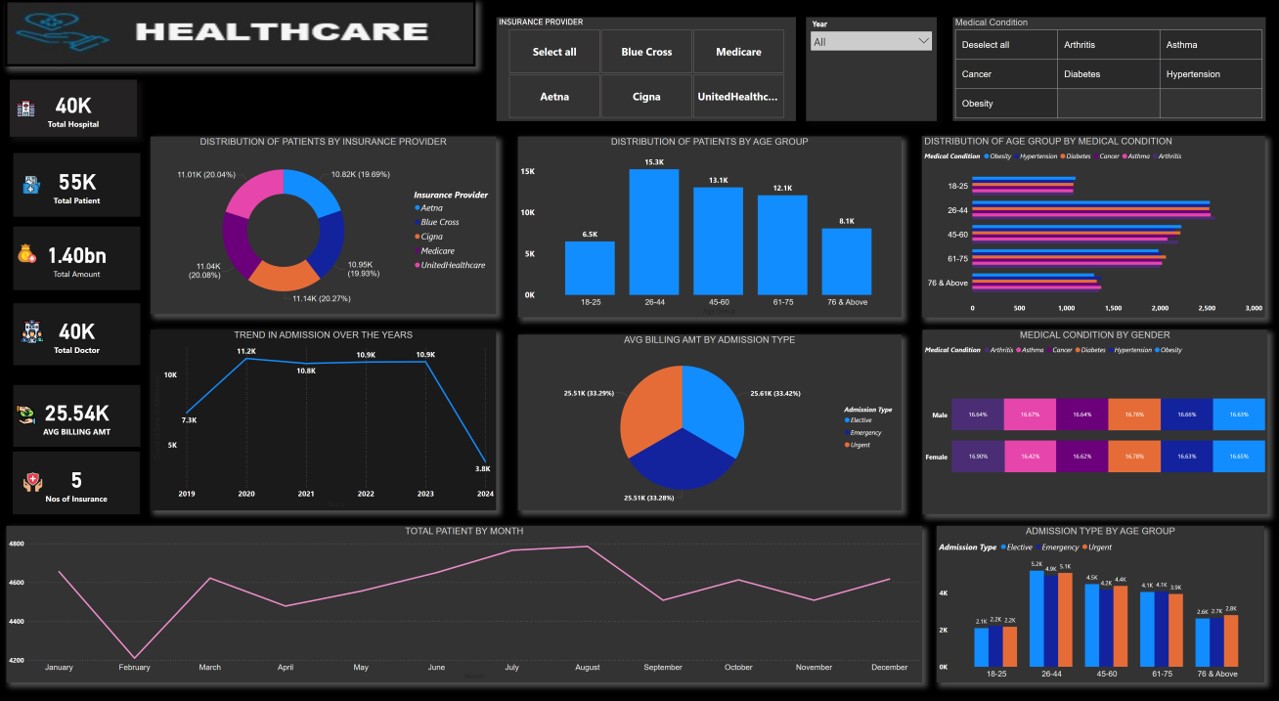 HEALTHCARE
INSURANCE PROVIDER
Select all
Blue Cross
Medicare
Aetna
Cigna
UnitedHealthc...
Year
All
Medical Condition
Deselect all
Arthritis
Asthma
Cancer
Diabetes
Hypertension
Obesity
40K
Total Hospital
55K
Total Patient
1.40bn
Total Amount
40K
Total Doctor
25.54K
AVG BILLING AMT
5
Nos of Insurance
DISTRIBUTION OF PATIENTS BY INSURANCE PROVIDER
11.01K (20.04%)
10.82K (19.69%)
11.04K
(20.08%)
10.95K
(19.93%)
11.14K (20.27%)
Insurance Provider
Aetna
Blue Cross
Cigna
Medicare
UnitedHealthcare
DISTRIBUTION OF PATIENTS BY AGE GROUP
15K
10K
5K
0K
6.5K
15.3K
13.1K
12.1K
8.1K
18-25
26-44
45-60
61-75
76 & Above
DISTRIBUTION OF AGE GROUP BY MEDICAL CONDITION
Medical Condition Obesity Hypertension Diabetes Cancer Asthma Arthritis
18-25
26-44
45-60
61-75
76 & Above
0 500 1,000 1,500 2,000 2,500 3,000
TREND IN ADMISSION OVER THE YEARS
10K
5K
7.3K
11.2K
10.8K
10.9K
10.9K
3.8K
2019 2020 2021 2022 2023 2024
AVG BILLING AMT BY ADMISSION TYPE
25.51K (33.29%)
25.61K (33.42%)
25.51K (33.28%)
Admission Type
Elective
Emergency
Urgent
MEDICAL CONDITION BY GENDER
Medical Condition Arthritis Asthma Cancer Diabetes Hypertension Obesity
Male 16.64% 16.67% 16.64% 16.76% 16.66% 16.63%
Female 16.90% 16.42% 16.62% 16.78% 16.63% 16.65%
TOTAL PATIENT BY MONTH
4800
4600
4400
4200
January February March April May June July August September October November December
ADMISSION TYPE BY AGE GROUP
Admission Type Elective Emergency Urgent
4K
2K
0K
2.1K 2.2K 2.2K
5.2K 4.9K 5.1K
4.5K 4.2K 4.4K
4.1K 4.1K 3.9K
2.6K 2.7K 2.8K
18-25 26-44 45-60 61-75 76 & Above